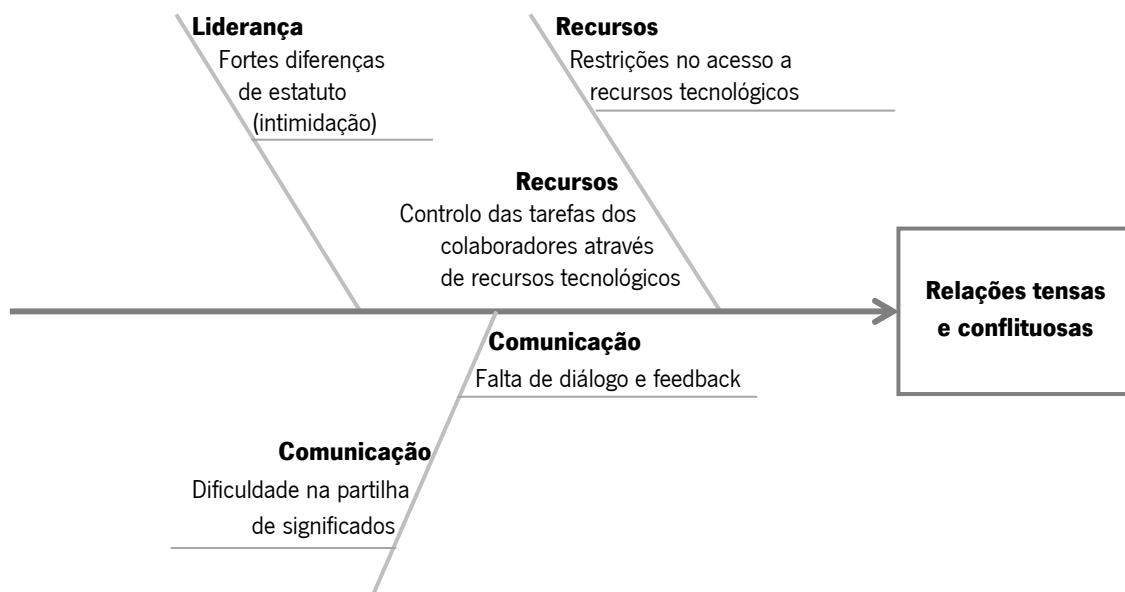 Liderança
Fortes diferenças
de estatuto
(intimidação)
Recursos
Restrições no acesso a
recursos tecnológicos
Recursos
Controlo das tarefas dos
colaboradores através
de recursos tecnológicos
Relações tensas
e conflituosas
Comunicação
Falta de diálogo e feedback
Comunicação
Dificuldade na partilha
de significados